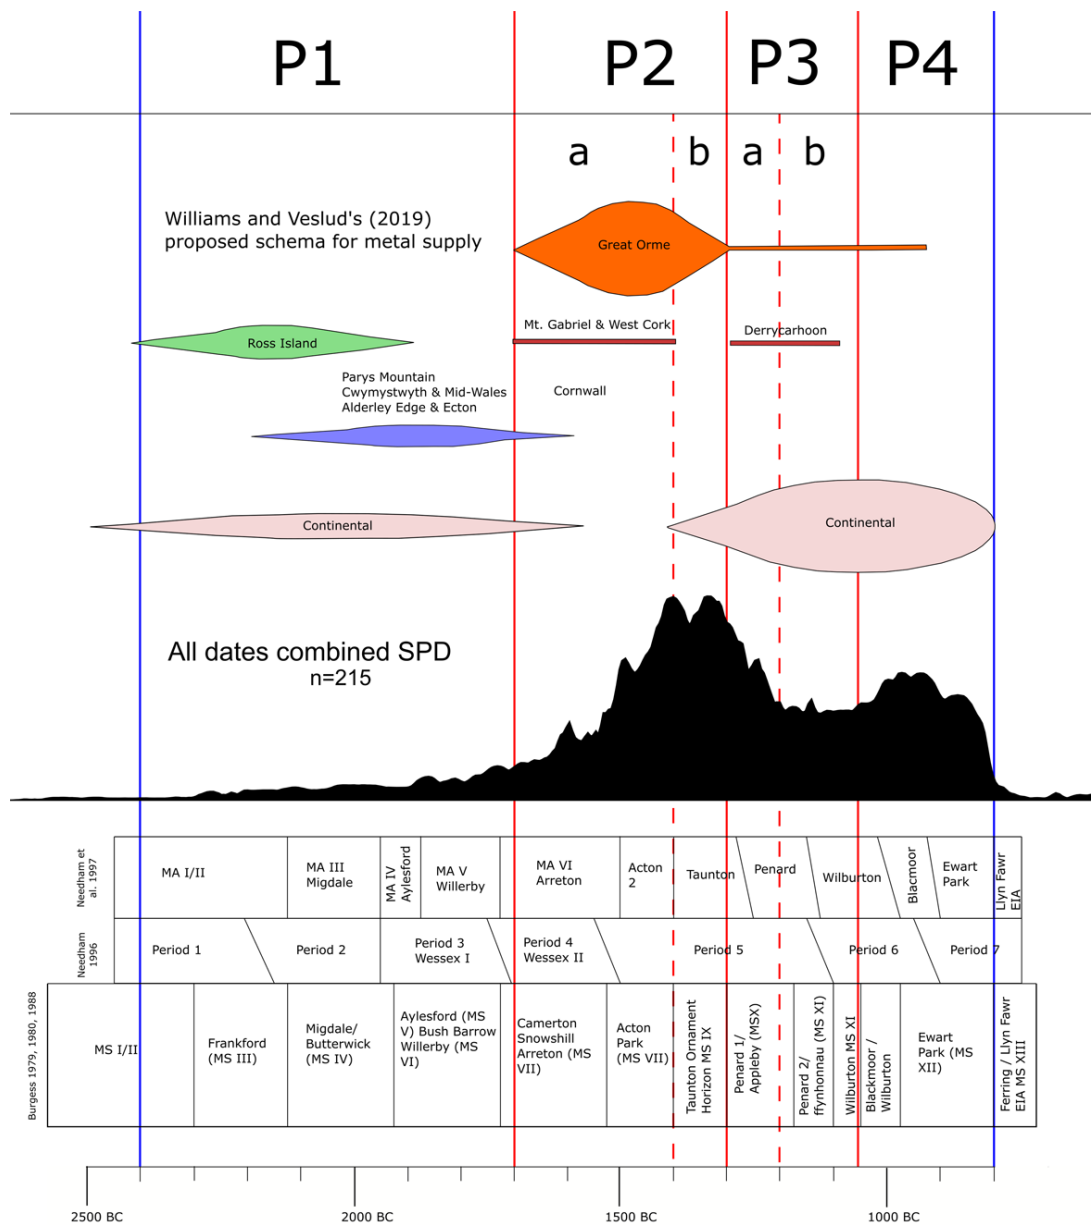 P1
P2
P3
P4
a
b
a
b
Williams and Veslud's (2019)
proposed schema for metal supply
Great Orme
Mt. Gabriel & West Cork
Derrycarhoon
Ross Island
Parys Mountain
Cwymystwyth & Mid-Wales
Alderley Edge & Ecton
Cornwall
Continental
Continental
All dates combined SPD
n=215
Needham et
al. 1997
MA I/II
MA III
Migdale
MA IV
Aylesford
MA V
Willerby
MA VI
Arreton
Acton
2
Taunton
Penard
Wilburton
Blacmoor
Ewart
Park
Llyn Fawr
EIA
Needham
1996
Period 1
Period 2
Period 3
Wessex I
Period 4
Wessex II
Period 5
Period 6
Period 7
Burgess 1979, 1980, 1988
MS I/II
Frankford
(MS III)
Migdale/
Butterwick
(MS IV)
Aylesford (MS
V) Bush Barrow
Willerby (MS
VI)
Camerton
Snowshill
Arreton (MS
VII)
Acton
Park (MS VII)
Taunton Ornament
Horizon MS IX
Penard 1/
Appleby (MSX)
Penard 2/
ffynhonnau (MS XI)
Wilburton MS XI
Blackmoor /
Wilburton
Ewart
Park (MS
XII)
Ferring / Llyn Fawr
EIA MS XIII
2500 BC
2000 BC
1500 BC
1000 BC